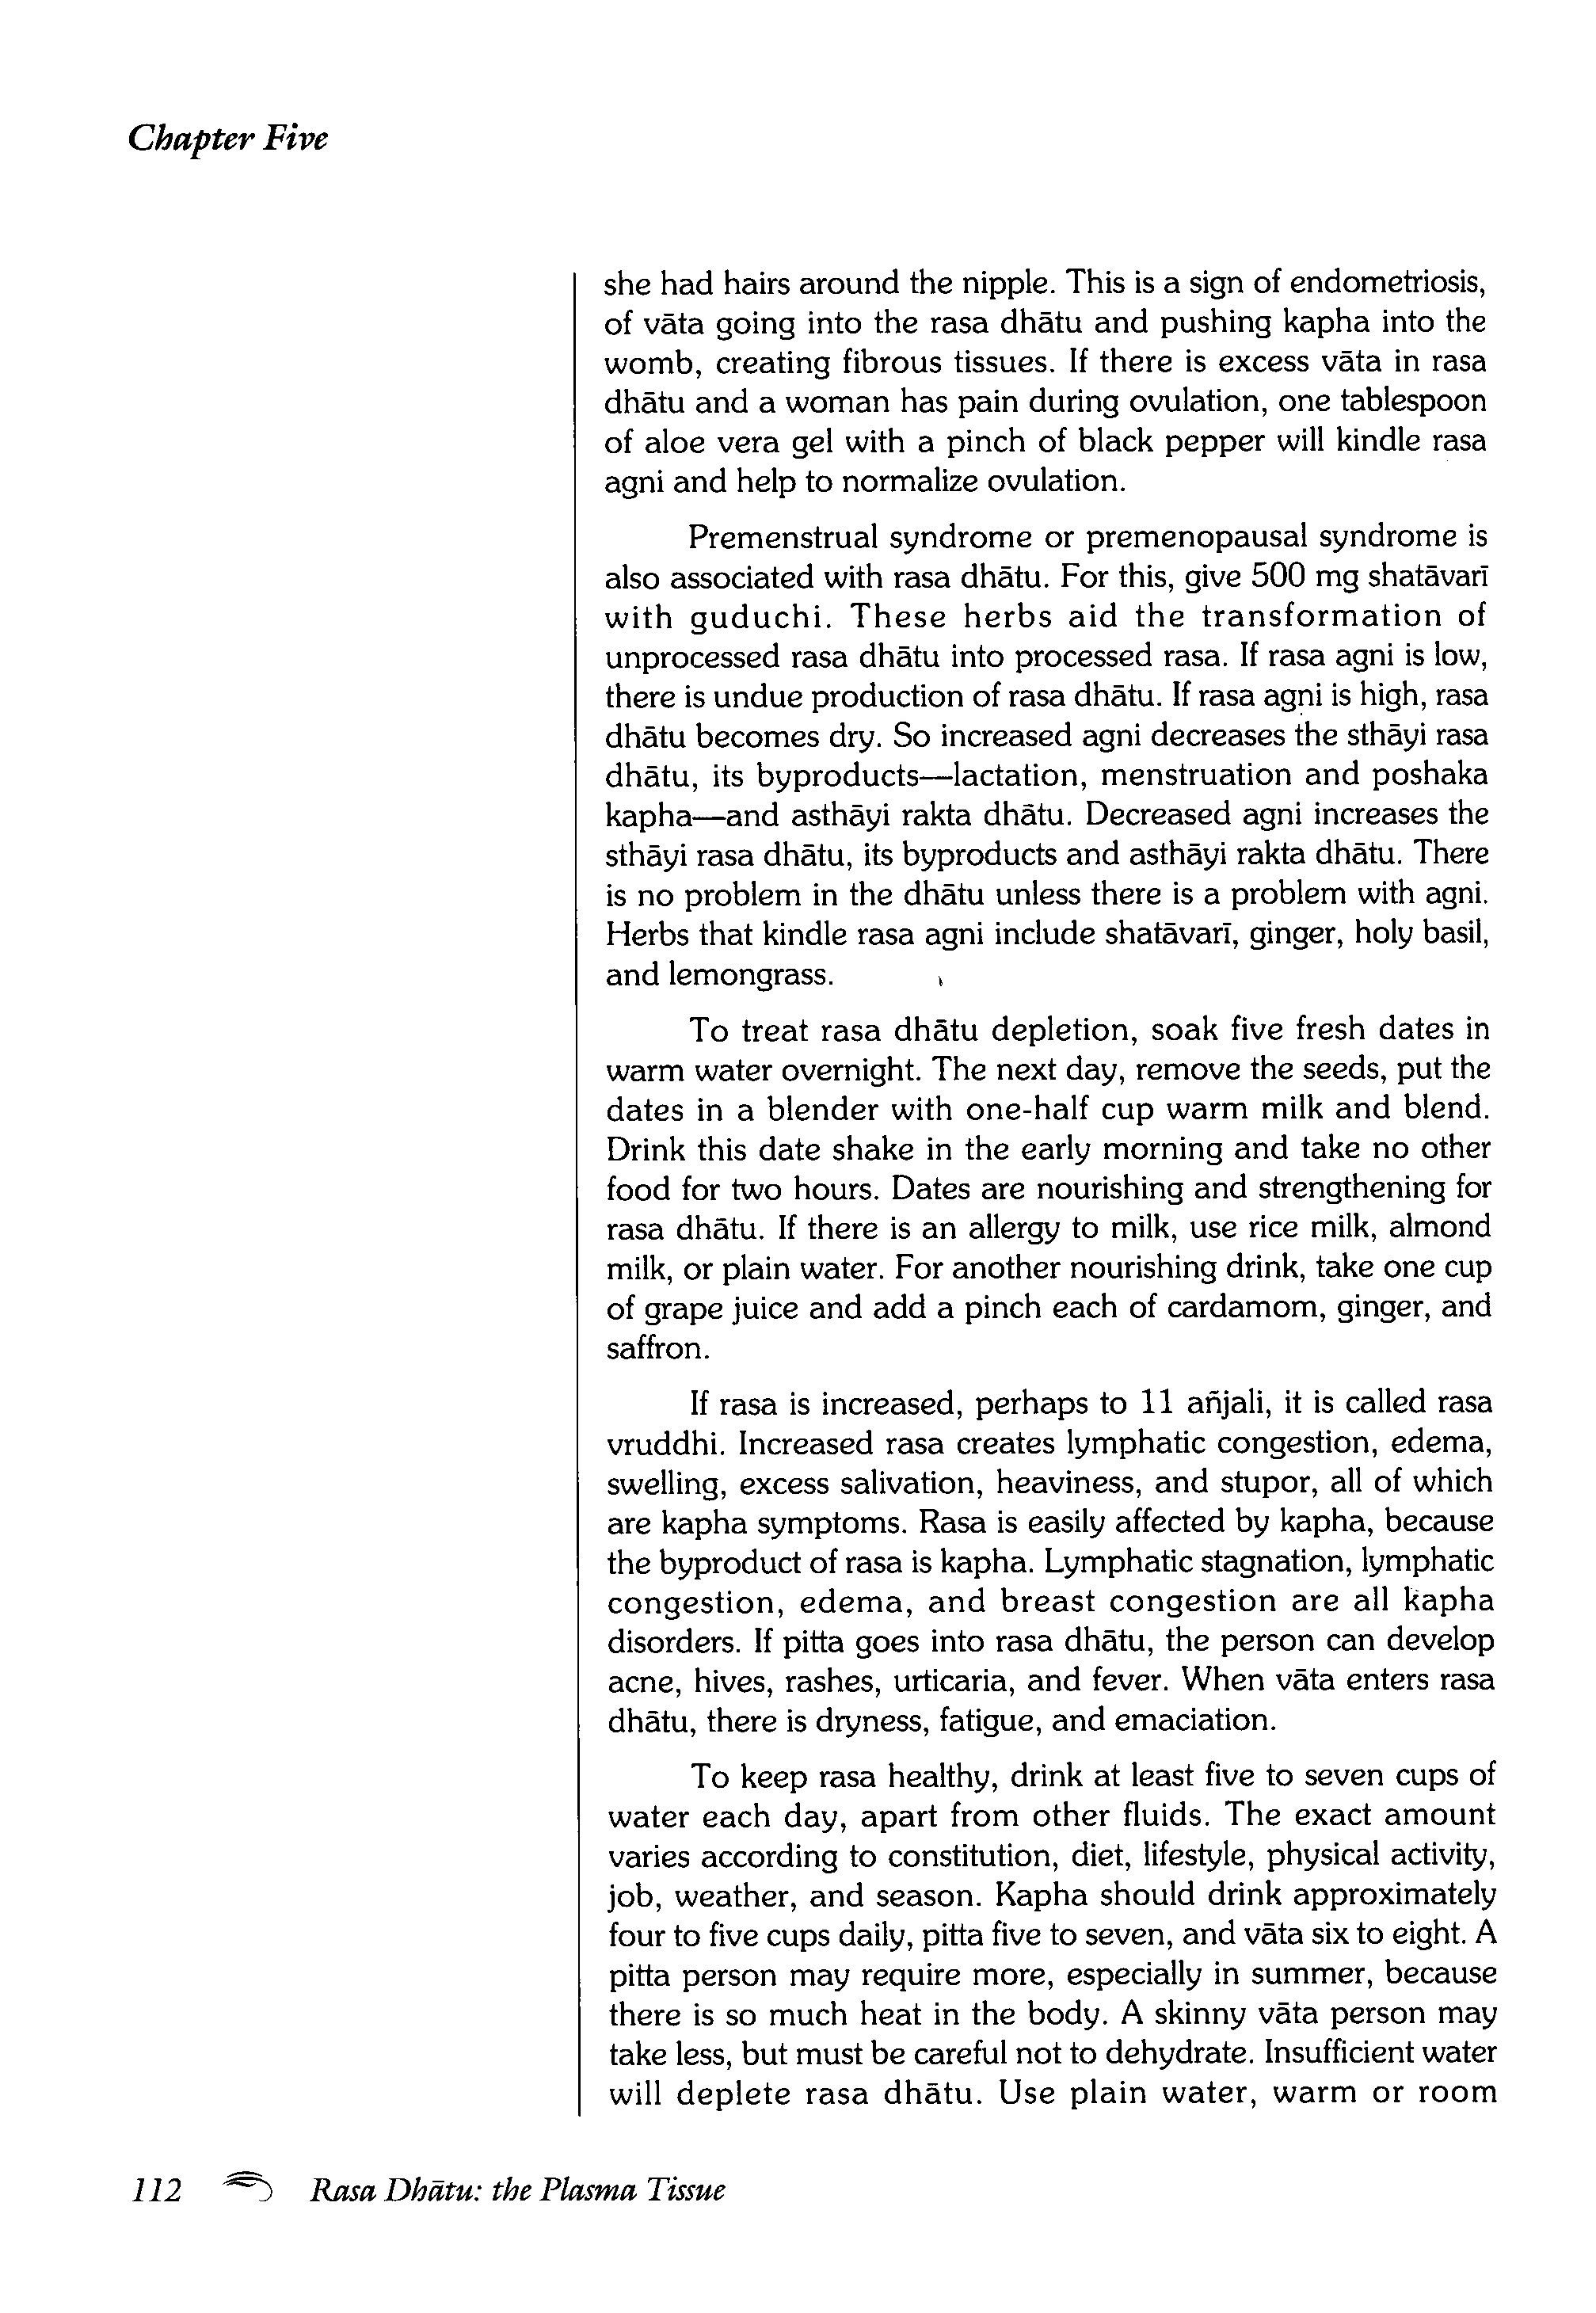 Chapter Five
she had hairs around the nipple. This is a sign of endometriosis,
of vāta going into the rasa dhātu and pushing kapha into the
womb, creating fibrous tissues. If there is excess vāta in rasa
dhātu and a woman has pain during ovulation, one tablespoon
of aloe vera gel with a pinch of black pepper will kindle rasa
agni and help to normalize ovulation.
Premenstrual syndrome or premenopausal syndrome is
also associated with rasa dhātu. For this, give 500 mg shatāvarī
with guduchi. These herbs aid the transformation of
unprocessed rasa dhātu into processed rasa. If rasa agni is low,
there is undue production of rasa dhātu. If rasa agni is high, rasa
dhātu becomes dry. So increased agni decreases the sthāyi rasa
dhātu, its byproducts—lactation, menstruation and poshaka
kapha—and asthāyi rakta dhātu. Decreased agni increases the
sthāyi rasa dhātu, its byproducts and asthāyi rakta dhātu. There
is no problem in the dhātu unless there is a problem with agni.
Herbs that kindle rasa agni include shatāvarī, ginger, holy basil,
and lemongrass.
To treat rasa dhātu depletion, soak five fresh dates in
warm water overnight. The next day, remove the seeds, put the
dates in a blender with one-half cup warm milk and blend.
Drink this date shake in the early morning and take no other
food for two hours. Dates are nourishing and strengthening for
rasa dhātu. If there is an allergy to milk, use rice milk, almond
milk, or plain water. For another nourishing drink, take one cup
of grape juice and add a pinch each of cardamom, ginger, and
saffron.
If rasa is increased, perhaps to 11 añjali, it is called rasa
vruddhi. Increased rasa creates lymphatic congestion, edema,
swelling, excess salivation, heaviness, and stupor, all of which
are kapha symptoms. Rasa is easily affected by kapha, because
the byproduct of rasa is kapha. Lymphatic stagnation, lymphatic
congestion, edema, and breast congestion are all kapha
disorders. If pitta goes into rasa dhātu, the person can develop
acne, hives, rashes, urticaria, and fever. When vāta enters rasa
dhātu, there is dryness, fatigue, and emaciation.
To keep rasa healthy, drink at least five to seven cups of
water each day, apart from other fluids. The exact amount
varies according to constitution, diet, lifestyle, physical activity,
job, weather, and season. Kapha should drink approximately
four to five cups daily, pitta five to seven, and vāta six to eight. A
pitta person may require more, especially in summer, because
there is so much heat in the body. A skinny vāta person may
take less, but must be careful not to dehydrate. Insufficient water
will deplete rasa dhātu. Use plain water, warm or room
112 Rasa Dhātu: the Plasma Tissue